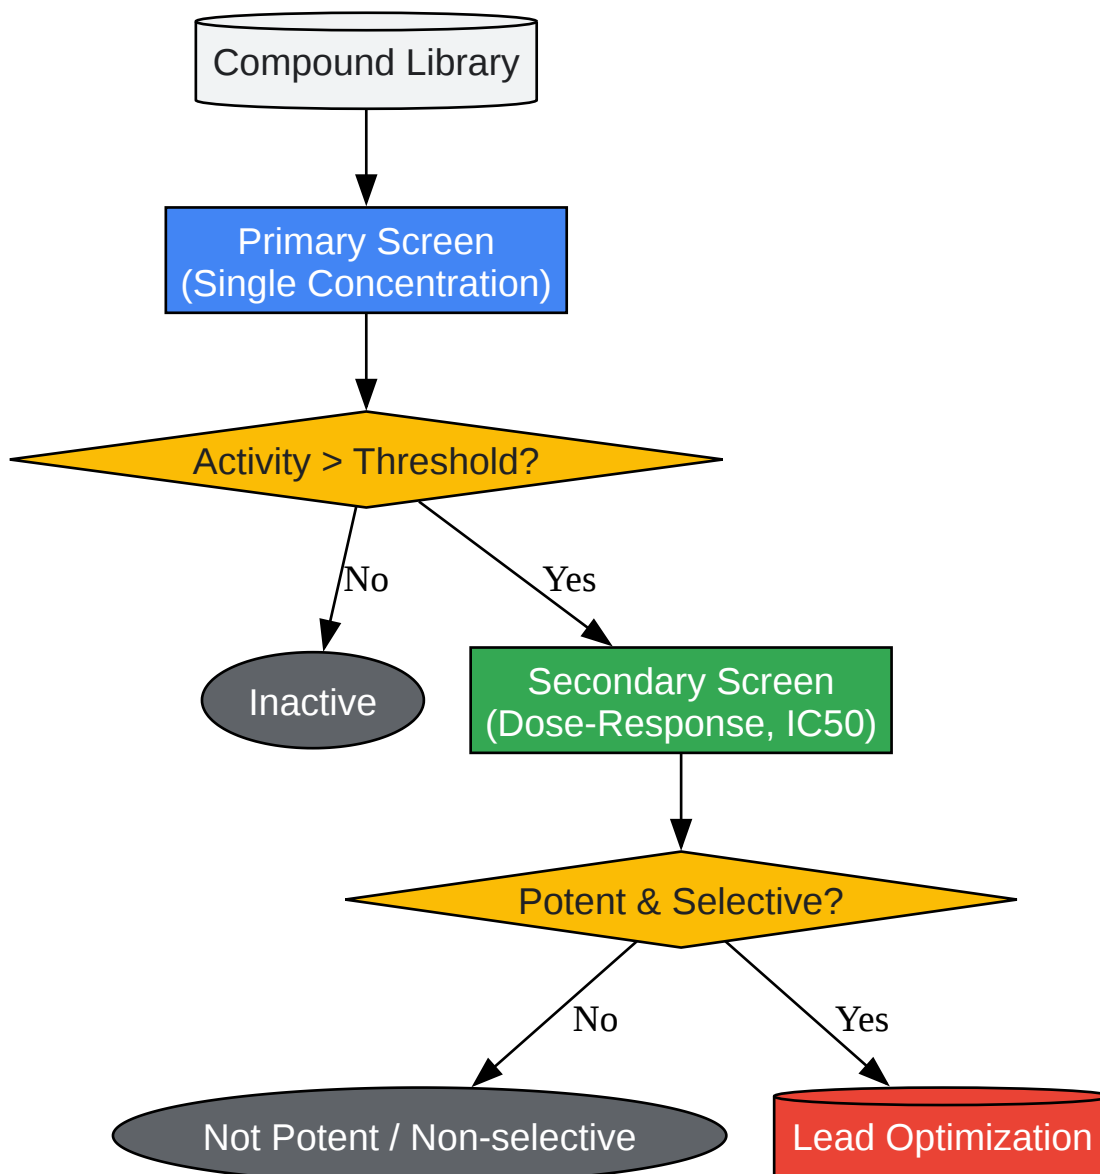 Compound Library
Primary Screen
(Single Concentration)
Activity > Threshold?
No
Yes
Inactive
Secondary Screen
(Dose-Response, IC50)
Potent & Selective?
No
Yes
Not Potent / Non-selective
Lead Optimization